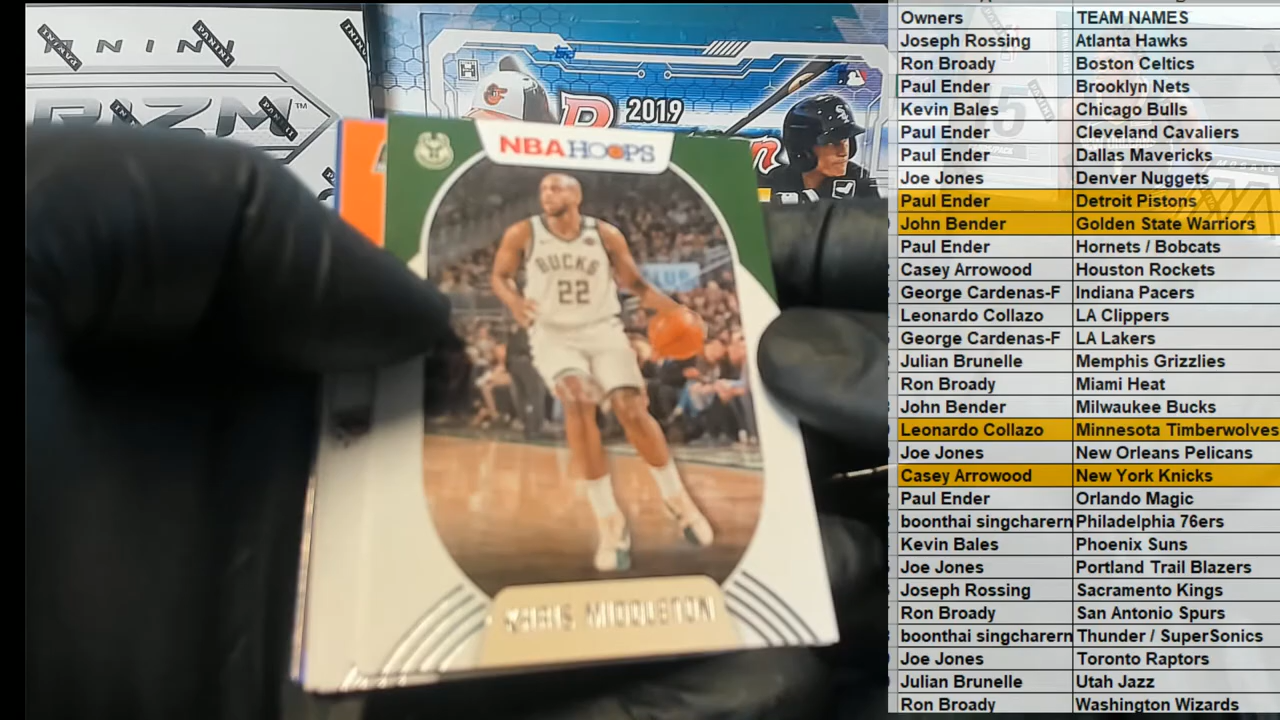 PANINI
PRIZM™
2019
NBA HOOPS
BUCKS
22
KHRIS MIDDLETON
Owners TEAM NAMES
Joseph Rossing Atlanta Hawks
Ron Broady Boston Celtics
Paul Ender Brooklyn Nets
Kevin Bales Chicago Bulls
Paul Ender Cleveland Cavaliers
Paul Ender Dallas Mavericks
Joe Jones Denver Nuggets
Paul Ender Detroit Pistons
John Bender Golden State Warriors
Paul Ender Hornets / Bobcats
Casey Arrowood Houston Rockets
George Cardenas-F Indiana Pacers
Leonardo Collazo LA Clippers
George Cardenas-F LA Lakers
Julian Brunelle Memphis Grizzlies
Ron Broady Miami Heat
John Bender Milwaukee Bucks
Leonardo Collazo Minnesota Timberwolves
Joe Jones New Orleans Pelicans
Casey Arrowood New York Knicks
Paul Ender Orlando Magic
boonthai singcharern Philadelphia 76ers
Kevin Bales Phoenix Suns
Joe Jones Portland Trail Blazers
Joseph Rossing Sacramento Kings
Ron Broady San Antonio Spurs
boonthai singcharern Thunder / SuperSonics
Joe Jones Toronto Raptors
Julian Brunelle Utah Jazz
Ron Broady Washington Wizards